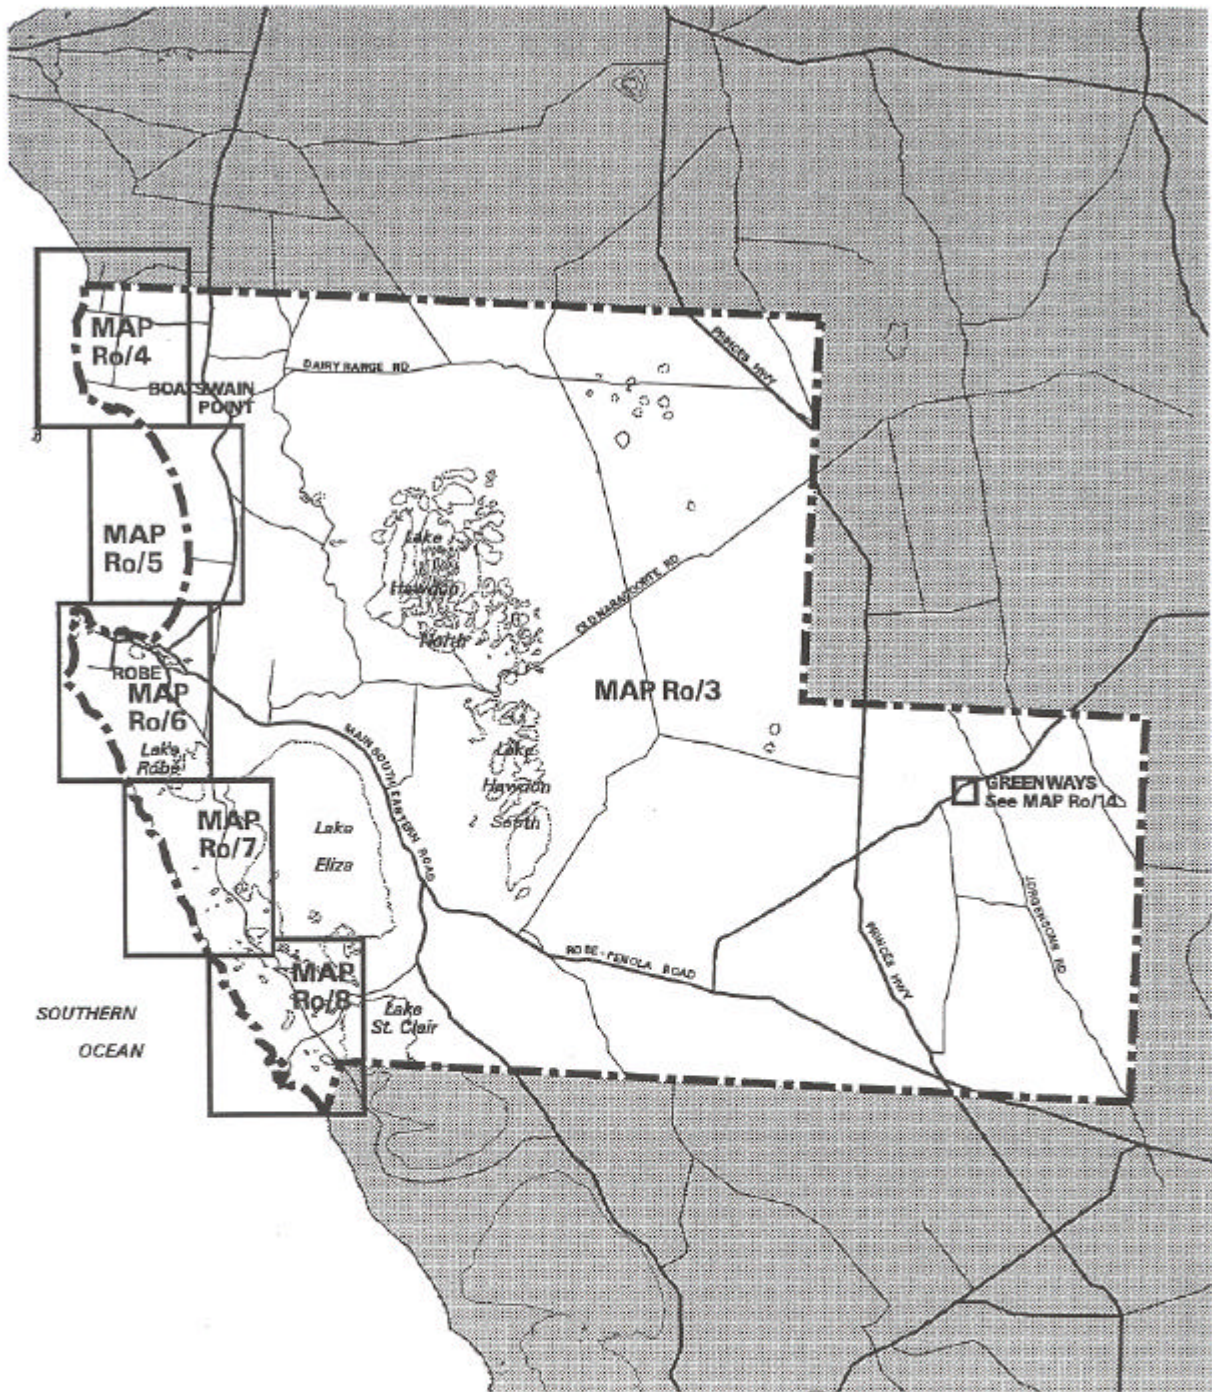 MAP
Ro/4
PRINCES HWY
DAIRY RANGE RD
BOATSWAIN
POINT
MAP
Ro/5
Lake
Hawdon
North
OLD NARACOORTE RD
ROBE
MAP
Ro/6
MAP Ro/3
Lake
Robe
MAIN SOUTH EASTERN ROAD
Lake
Hawdon
South
GREENWAYS
See MAP Ro/14
MAP
Ro/7
Lake
Eliza
JORGENSONS RD
PRINCES HWY
ROBE - PENOLA ROAD
MAP
Ro/8
Lake
St. Clair
SOUTHERN
OCEAN